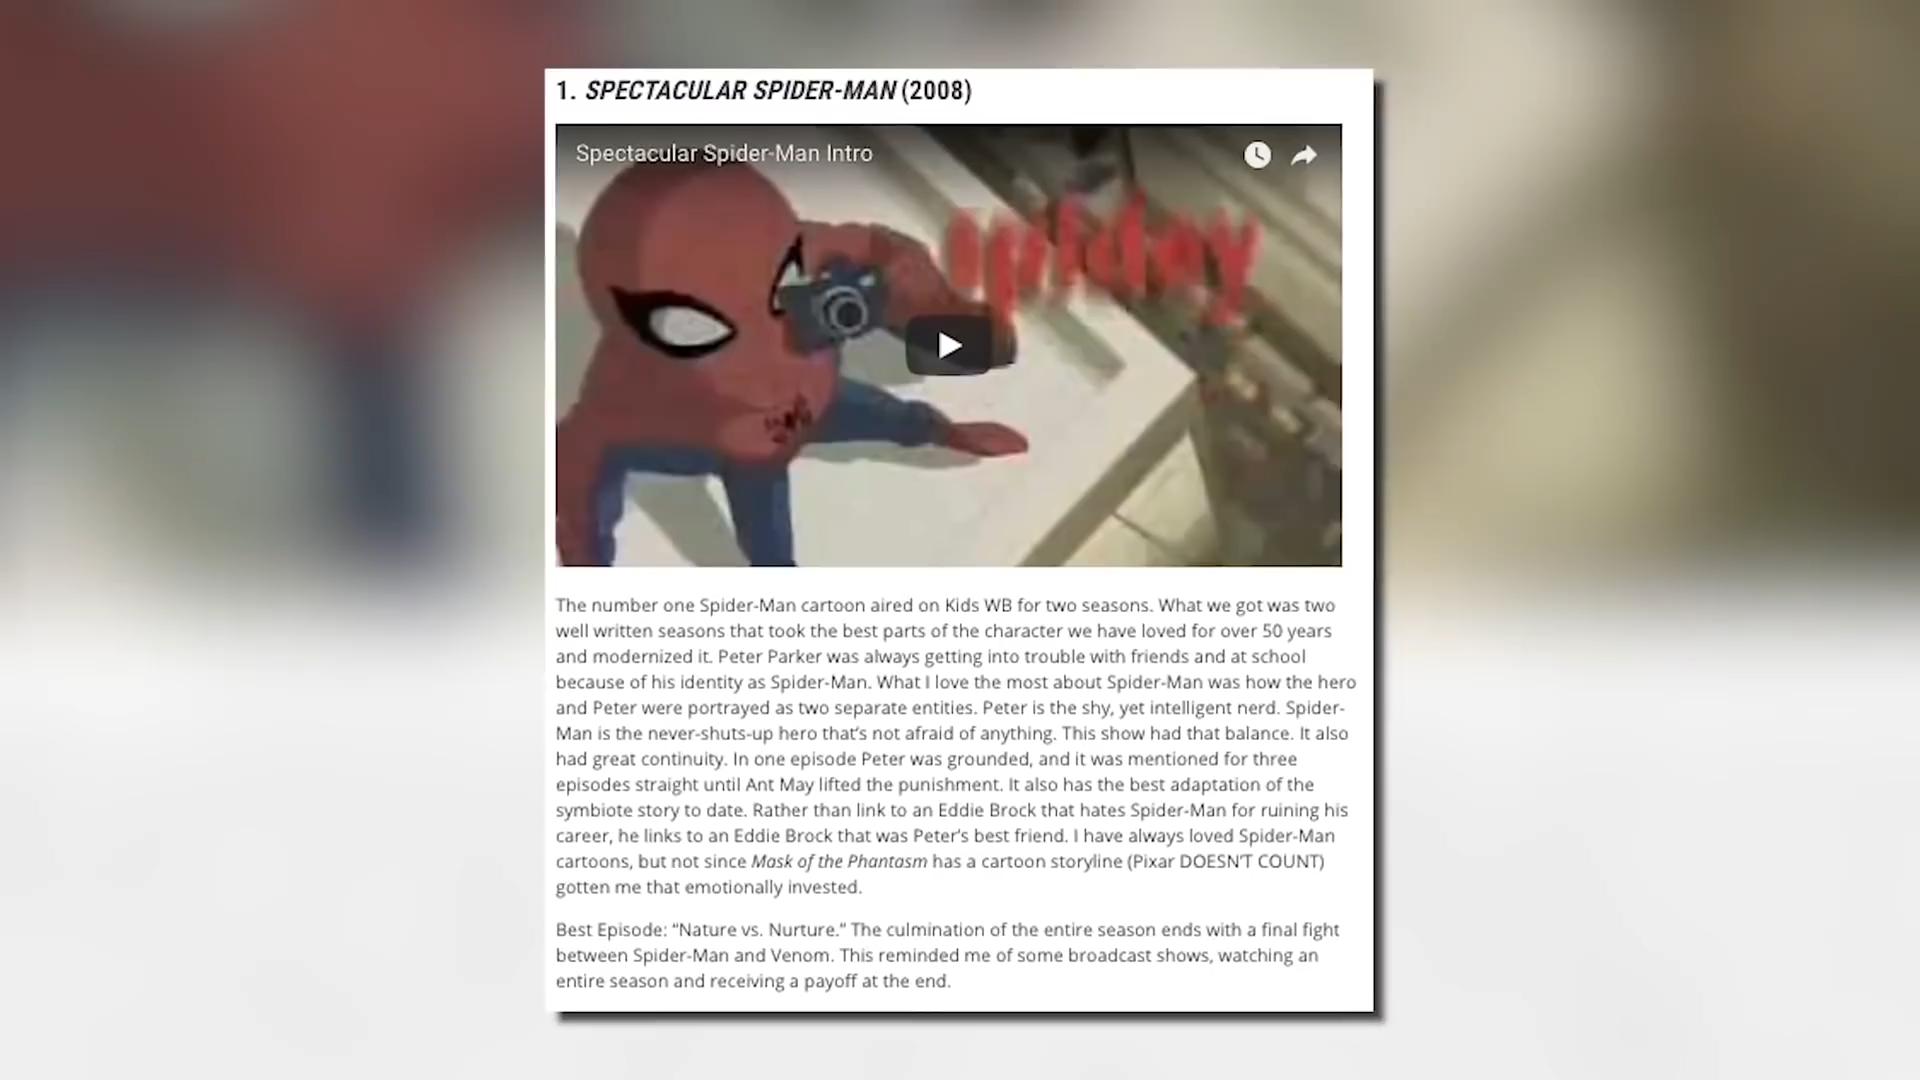 1. SPECTACULAR SPIDER-MAN (2008)
Spectacular Spider-Man Intro
spidey
The number one Spider-Man cartoon aired on Kids WB for two seasons. What we got was two
well written seasons that took the best parts of the character we have loved for over 50 years
and modernized it. Peter Parker was always getting into trouble with friends and at school
because of his identity as Spider-Man. What I love the most about Spider-Man was how the hero
and Peter were portrayed as two separate entities. Peter is the shy, yet intelligent nerd. Spider-
Man is the never-shuts-up hero that's not afraid of anything. This show had that balance. It also
had great continuity. In one episode Peter was grounded, and it was mentioned for three
episodes straight until Ant May lifted the punishment. It also has the best adaptation of the
symbiote story to date. Rather than link to an Eddie Brock that hates Spider-Man for ruining his
career, he links to an Eddie Brock that was Peter's best friend. I have always loved Spider-Man
cartoons, but not since Mask of the Phantasm has a cartoon storyline (Pixar DOESN'T COUNT)
gotten me that emotionally invested.
Best Episode: “Nature vs. Nurture.” The culmination of the entire season ends with a final fight
between Spider-Man and Venom. This reminded me of some broadcast shows, watching an
entire season and receiving a payoff at the end.